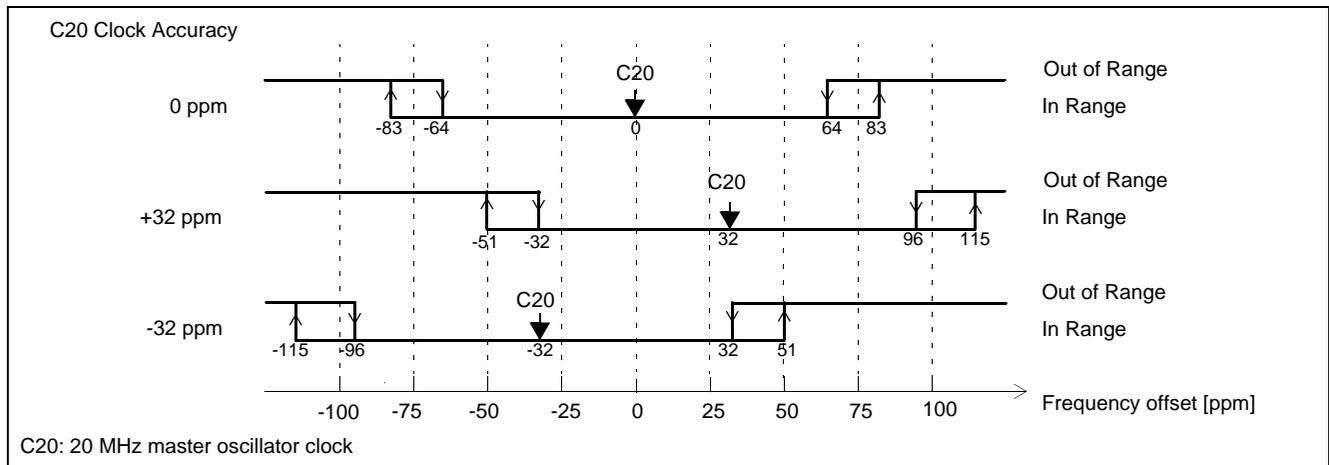 C20 Clock Accuracy
C20
Out of Range
0 ppm
In Range
-83 -64 0 64 83
C20
Out of Range
+32 ppm
In Range
-51 -32 32 96 115
C20
Out of Range
-32 ppm
In Range
-115 -96 -32 32 51
-100 -75 -50 -25 0 25 50 75 100 Frequency offset [ppm]
C20: 20 MHz master oscillator clock